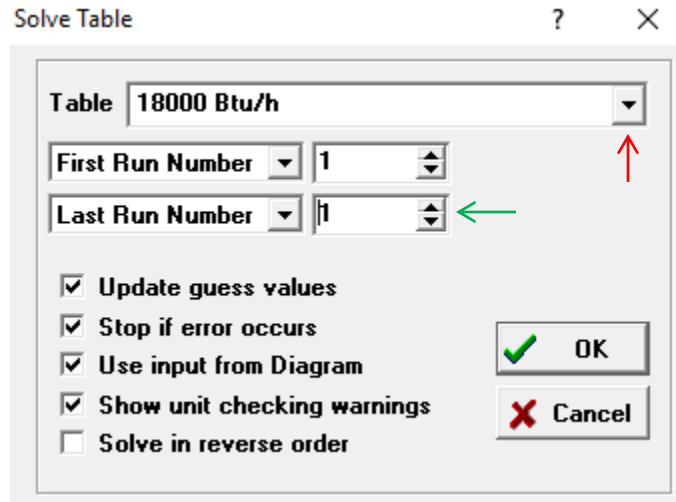 Solve Table ?
Table 18000 Btu/h
First Run Number 1
Last Run Number 1
Update guess values
Stop if error occurs
Use input from Diagram
Show unit checking warnings
Solve in reverse order
OK
Cancel